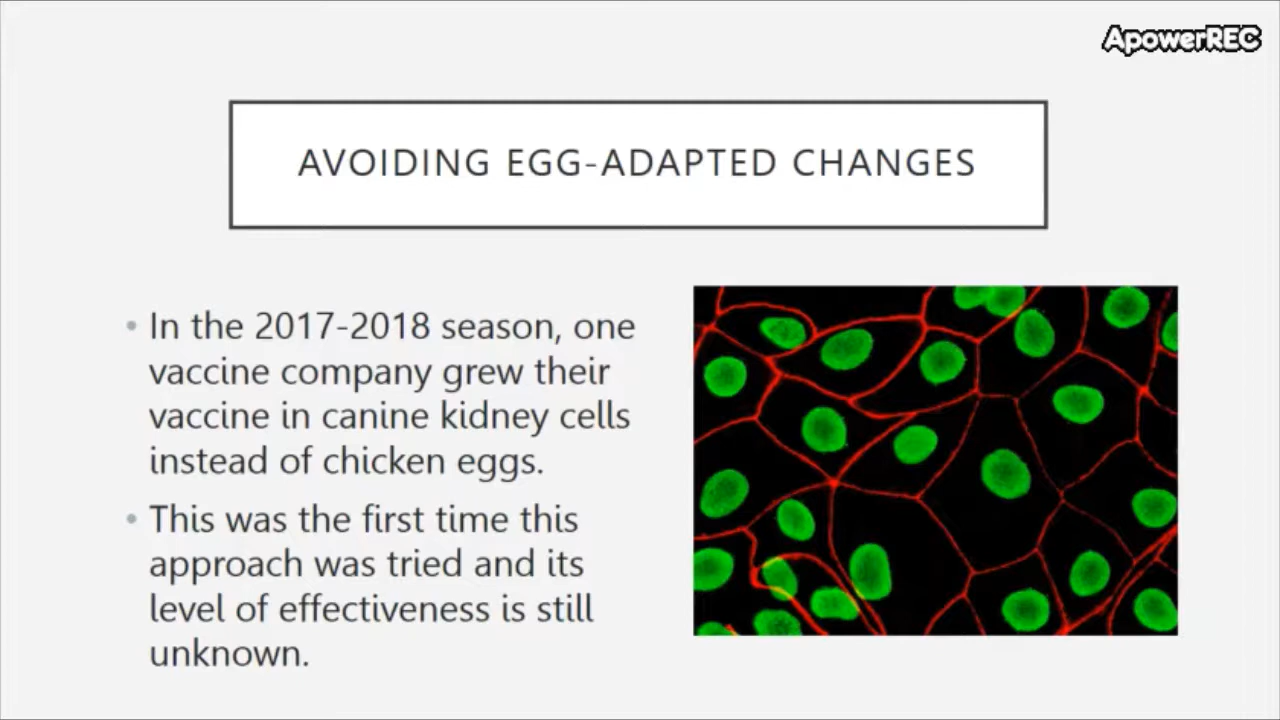 ApowerREC
AVOIDING EGG-ADAPTED CHANGES
• In the 2017-2018 season, one
vaccine company grew their
vaccine in canine kidney cells
instead of chicken eggs.
• This was the first time this
approach was tried and its
level of effectiveness is still
unknown.